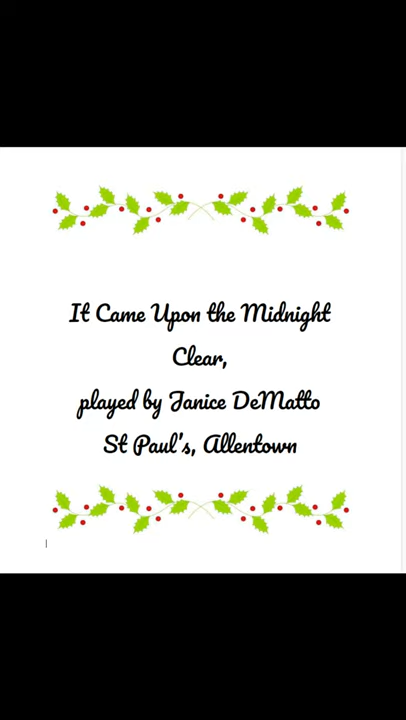 It Came Upon the Midnight
Clear,
played by Janice DeMatto
St Paul's, Allentown